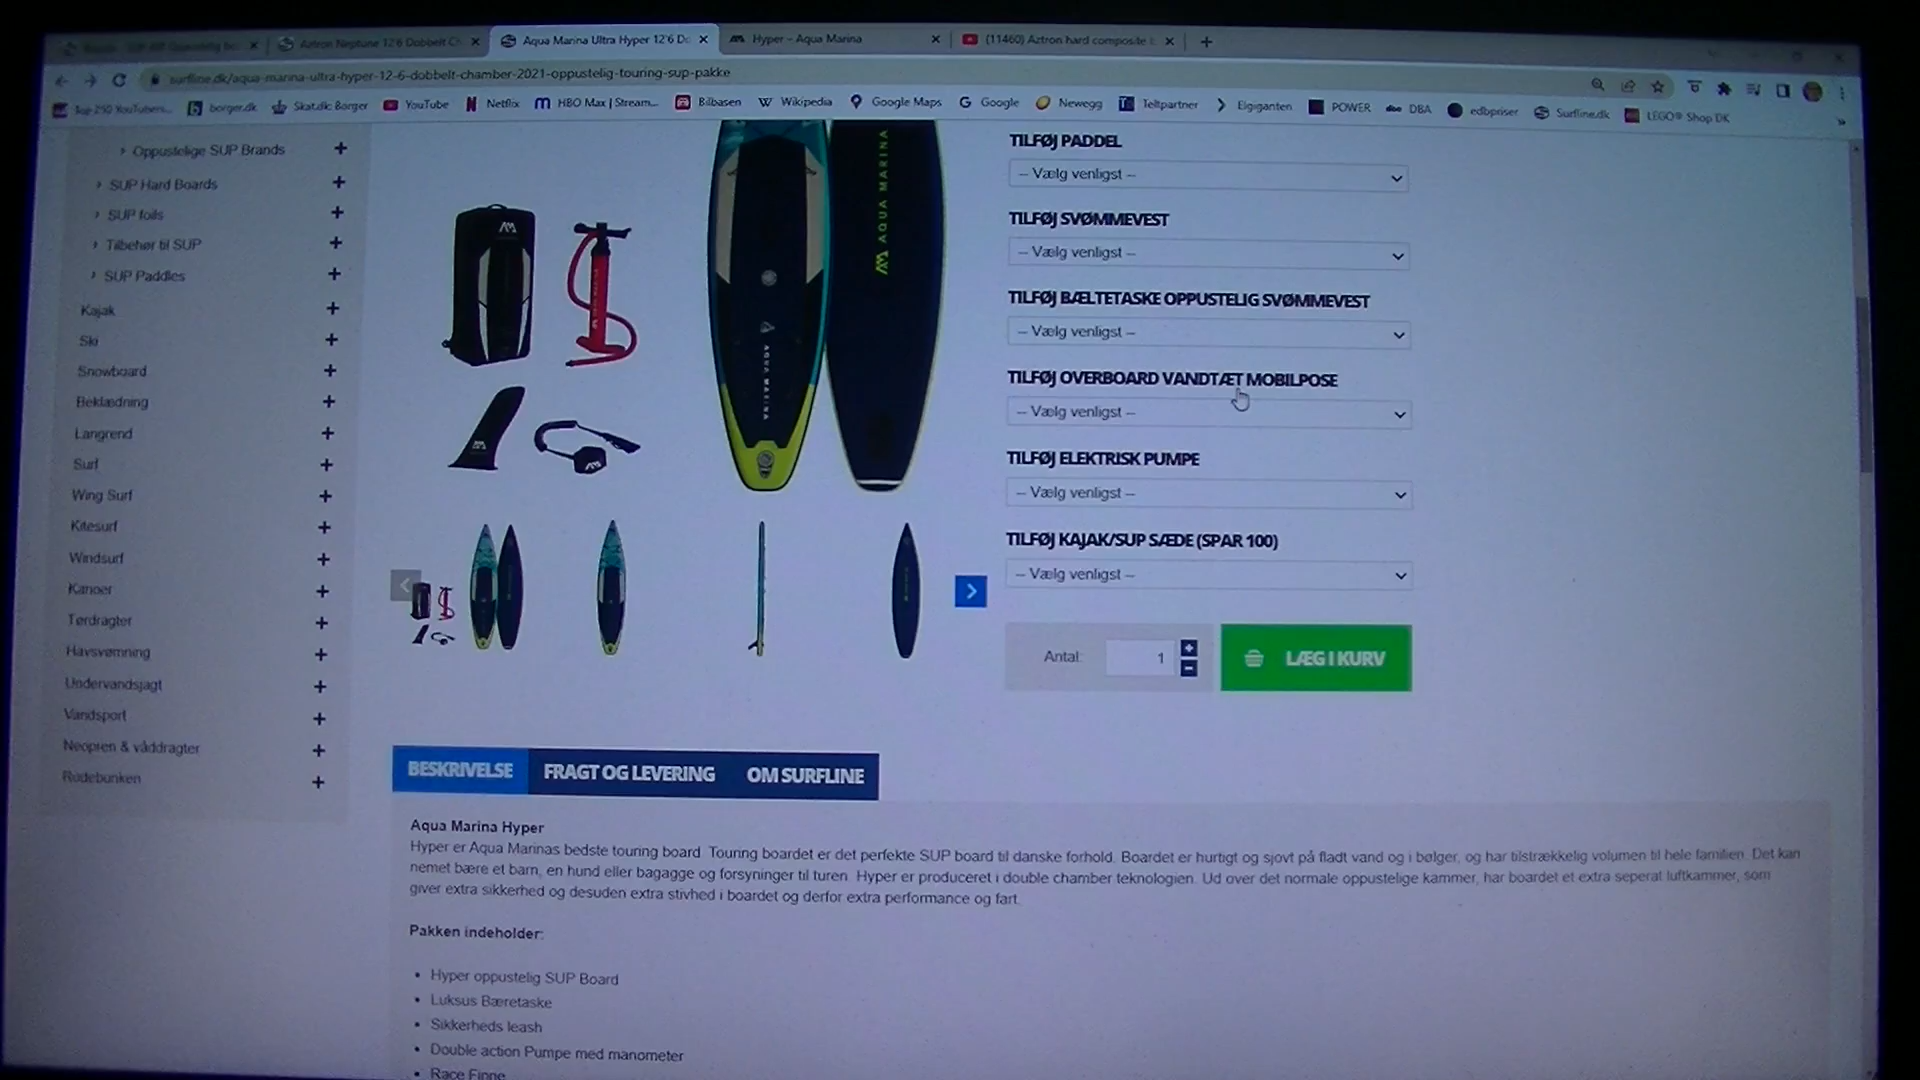 Aztron Neptune 12'6 Dobbelt Ch
Aqua Marina Ultra Hyper 12'6 Do
Hyper – Aqua Marina
(11460) Aztron hard composite
surfline.dk/aqua-marina-ultra-hyper-12-6-dobbelt-chamber-2021-oppustelig-touring-sup-pakke
Top 250 YouTubers...
borger.dk
Skat.dk: Borger
YouTube
Netflix
HBO Max | Stream...
Bilbasen
Wikipedia
Google Maps
Google
Newegg
Teltpartner
Elgiganten
POWER
DBA
edbpriser
Surfline.dk
LEGO® Shop DK
Oppustelige SUP Brands
SUP Hard Boards
SUP foils
Tilbehør til SUP
SUP Paddles
Kajak
Ski
Snowboard
Beklædning
Langrend
Surf
Wing Surf
Kitesurf
Windsurf
Kanoer
Tørdragter
Havsvømning
Undervandsjagt
Vandsport
Neopren & våddragter
Rodebunken
AQUA MARINA
AQUA MARINA
TILFØJ PADDEL
-- Vælg venligst --
TILFØJ SVØMMEVEST
-- Vælg venligst --
TILFØJ BÆLTETASKE OPPUSTELIG SVØMMEVEST
-- Vælg venligst --
TILFØJ OVERBOARD VANDTÆT MOBILPOSE
-- Vælg venligst --
TILFØJ ELEKTRISK PUMPE
-- Vælg venligst --
TILFØJ KAJAK/SUP SÆDE (SPAR 100)
-- Vælg venligst --
Antal: 1
LÆG I KURV
BESKRIVELSE
FRAGT OG LEVERING
OM SURFLINE
Aqua Marina Hyper
Hyper er Aqua Marinas bedste touring board. Touring boardet er det perfekte SUP board til danske forhold. Boardet er hurtigt og sjovt på fladt vand og i bølger, og har tilstrækkelig volumen til hele familien. Det kan
nemet bære et barn, en hund eller bagagge og forsyninger til turen. Hyper er produceret i double chamber teknologien. Ud over det normale oppustelige kammer, har boardet et extra seperat luftkammer, som
giver extra sikkerhed og desuden extra stivhed i boardet og derfor extra performance og fart.
Pakken indeholder:
• Hyper oppustelig SUP Board
• Luksus Bæretaske
• Sikkerheds leash
• Double action Pumpe med manometer
• Race Finne